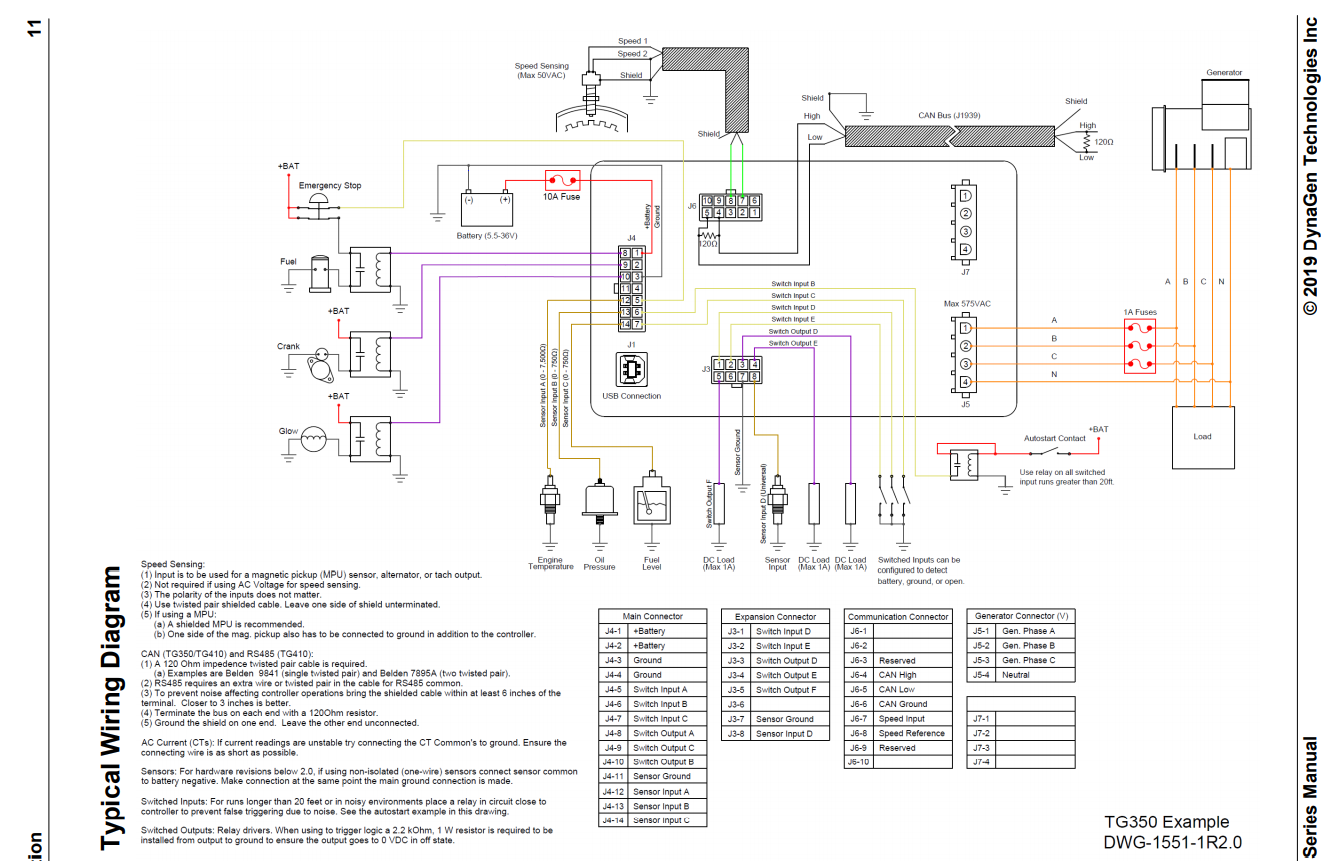 11
© 2019 DynaGen Technologies Inc
Series Manual
tion
Typical Wiring Diagram
Speed 1
Speed 2
Shield
Speed Sensing
(Max 50VAC)
Shield
Shield
High
Low
CAN Bus (J1939)
Shield
High
120Ω
Low
Generator
+BAT
Emergency Stop
10A Fuse
(-)
(+)
Battery (5.5-36V)
+Battery
Ground
J6
10 9 8 7 6
5 4 3 2 1
120Ω
1
2
3
4
J7
Fuel
J4
8 1
9 2
10 3
11 4
12 5
13 6
14 7
+BAT
Crank
+BAT
Glow
J1
USB Connection
Switch Input B
Switch Input C
Switch Input D
Switch Input E
Switch Output D
Switch Output E
J3
1 2 3 4
5 6 7 8
Max 575VAC
1
2
3
4
J5
A
B
C
N
A B C N
1A Fuses
Load
Sensor Input A (0 - 7,500Ω)
Sensor Input B (0 - 750Ω)
Sensor Input C (0 - 750Ω)
Switch Output F
Sensor Ground
Sensor Input D (Universal)
Autostart Contact
+BAT
Use relay on all switched
input runs greater than 20ft.
Engine
Temperature
Oil
Pressure
Fuel
Level
DC Load
(Max 1A)
Sensor
Input
DC Load
(Max 1A)
DC Load
(Max 1A)
Switched Inputs can be
configured to detect
battery, ground, or open.
Speed Sensing:
(1) Input is to be used for a magnetic pickup (MPU) sensor, alternator, or tach output.
(2) Not required if using AC Voltage for speed sensing.
(3) The polarity of the inputs does not matter.
(4) Use twisted pair shielded cable. Leave one side of shield unterminated.
(5) If using a MPU:
(a) A shielded MPU is recommended.
(b) One side of the mag. pickup also has to be connected to ground in addition to the controller.
CAN (TG350/TG410) and RS485 (TG410):
(1) A 120 Ohm impedence twisted pair cable is required.
(a) Examples are Belden 9841 (single twisted pair) and Belden 7895A (two twisted pair).
(2) RS485 requires an extra wire or twisted pair in the cable for RS485 common.
(3) To prevent noise affecting controller operations bring the shielded cable within at least 6 inches of the
terminal. Closer to 3 inches is better.
(4) Terminate the bus on each end with a 120Ohm resistor.
(5) Ground the shield on one end. Leave the other end unconnected.
AC Current (CTs): If current readings are unstable try connecting the CT Common's to ground. Ensure the
connecting wire is as short as possible.
Sensors: For hardware revisions below 2.0, if using non-isolated (one-wire) sensors connect sensor common
to battery negative. Make connection at the same point the main ground connection is made.
Switched Inputs: For runs longer than 20 feet or in noisy environments place a relay in circuit close to
controller to prevent false triggering due to noise. See the autostart example in this drawing.
Switched Outputs: Relay drivers. When using to trigger logic a 2.2 kOhm, 1 W resistor is required to be
installed from output to ground to ensure the output goes to 0 VDC in off state.
Main Connector
J4-1 +Battery
J4-2 +Battery
J4-3 Ground
J4-4 Ground
J4-5 Switch Input A
J4-6 Switch Input B
J4-7 Switch Input C
J4-8 Switch Output A
J4-9 Switch Output C
J4-10 Switch Output B
J4-11 Sensor Ground
J4-12 Sensor Input A
J4-13 Sensor Input B
J4-14 Sensor Input C
Expansion Connector
J3-1 Switch Input D
J3-2 Switch Input E
J3-3 Switch Output D
J3-4 Switch Output E
J3-5 Switch Output F
J3-6
J3-7 Sensor Ground
J3-8 Sensor Input D
Communication Connector
J6-1
J6-2
J6-3 Reserved
J6-4 CAN High
J6-5 CAN Low
J6-6 CAN Ground
J6-7 Speed Input
J6-8 Speed Reference
J6-9 Reserved
J6-10
Generator Connector (V)
J5-1 Gen. Phase A
J5-2 Gen. Phase B
J5-3 Gen. Phase C
J5-4 Neutral
J7-1
J7-2
J7-3
J7-4
TG350 Example
DWG-1551-1R2.0